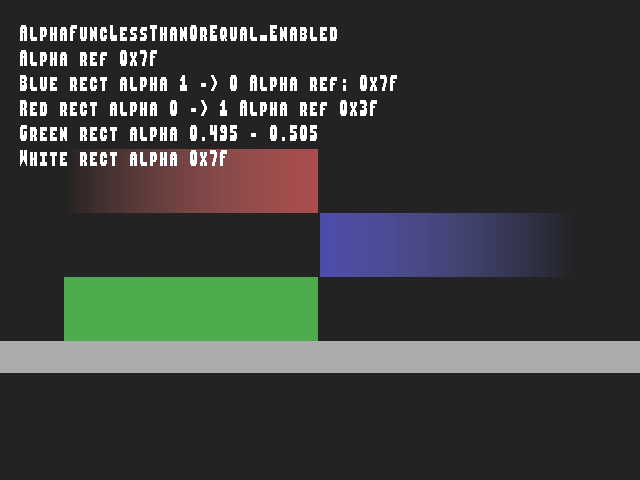 AlphaFuncLessThanOrEqual_Enabled
Alpha ref 0x7f
Blue rect alpha 1 -> 0 Alpha ref: 0x7f
Red rect alpha 0 -> 1 Alpha ref 0x3f
Green rect alpha 0.495 - 0.505
White rect alpha 0x7f